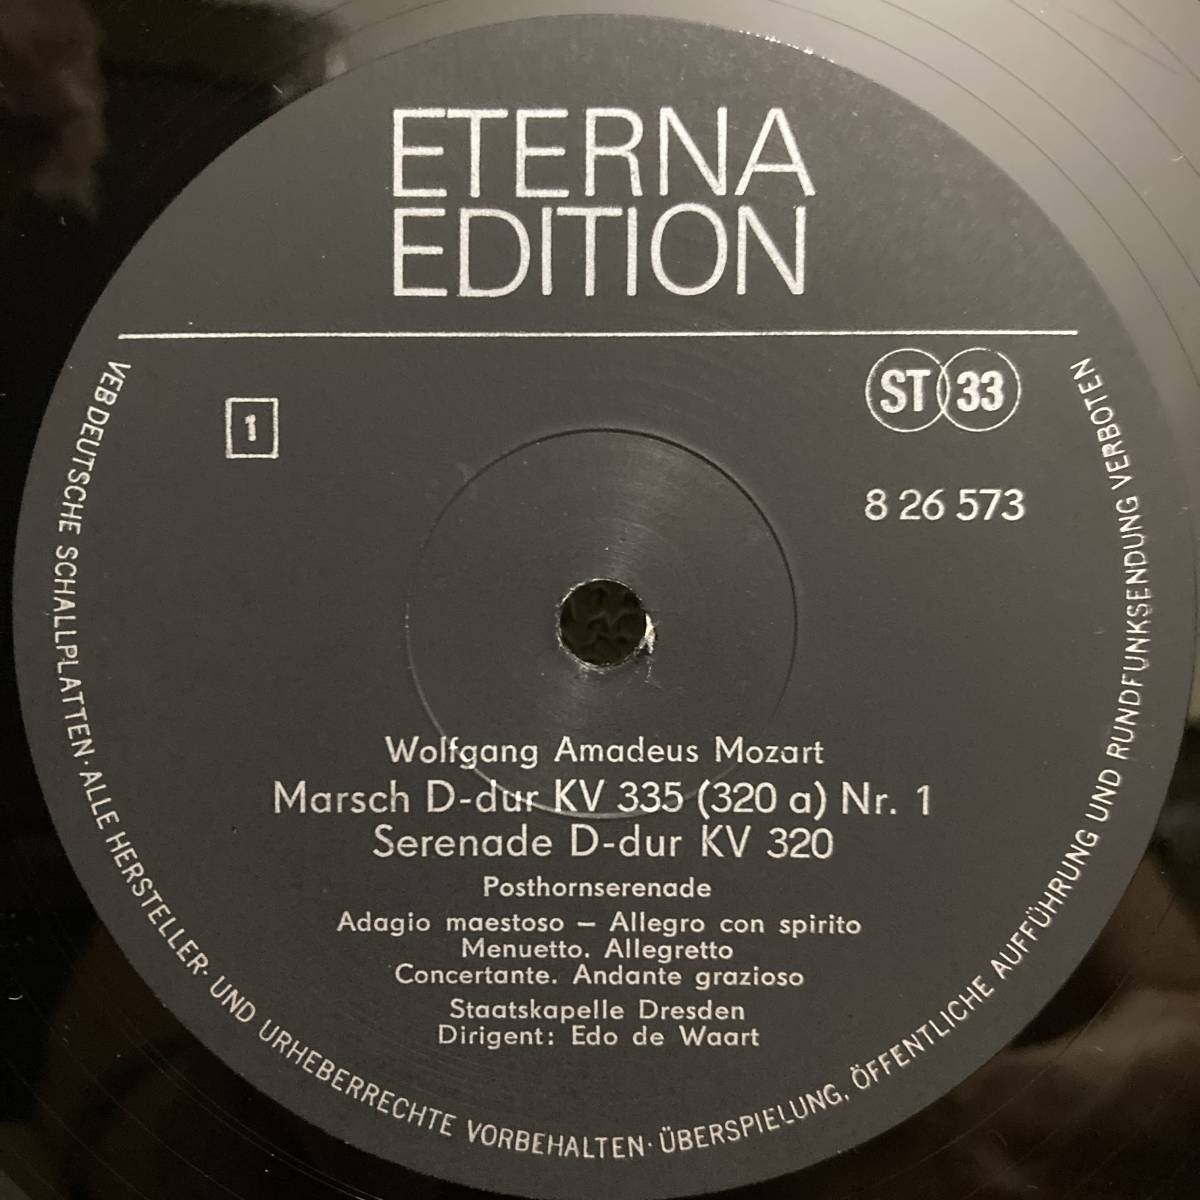 ETERNA
EDITION
1
ST 33
8 26 573
Wolfgang Amadeus Mozart
Marsch D-dur KV 335 (320 a) Nr. 1
Serenade D-dur KV 320
Posthornserenade
Adagio maestoso – Allegro con spirito
Menuetto. Allegretto
Concertante. Andante grazioso
Staatskapelle Dresden
Dirigent: Edo de Waart
VEB DEUTSCHE SCHALLPLATTEN · ALLE HERSTELLER- UND URHEBERRECHTE VORBEHALTEN · ÜBERSPIELUNG, ÖFFENTLICHE AUFFÜHRUNG UND RUNDFUNKSENDUNG VERBOTEN